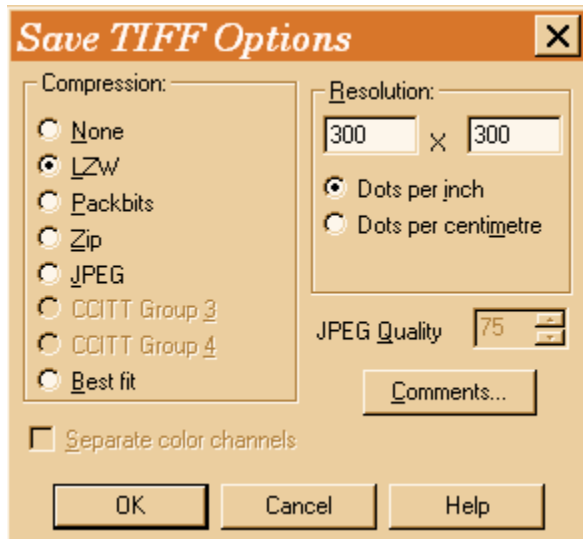 Save TIFF Options
Compression:
None
LZW
Packbits
Zip
JPEG
CCITT Group 3
CCITT Group 4
Best fit
Resolution:
300 X 300
Dots per inch
Dots per centimetre
JPEG Quality 75
Comments...
Separate color channels
OK Cancel Help